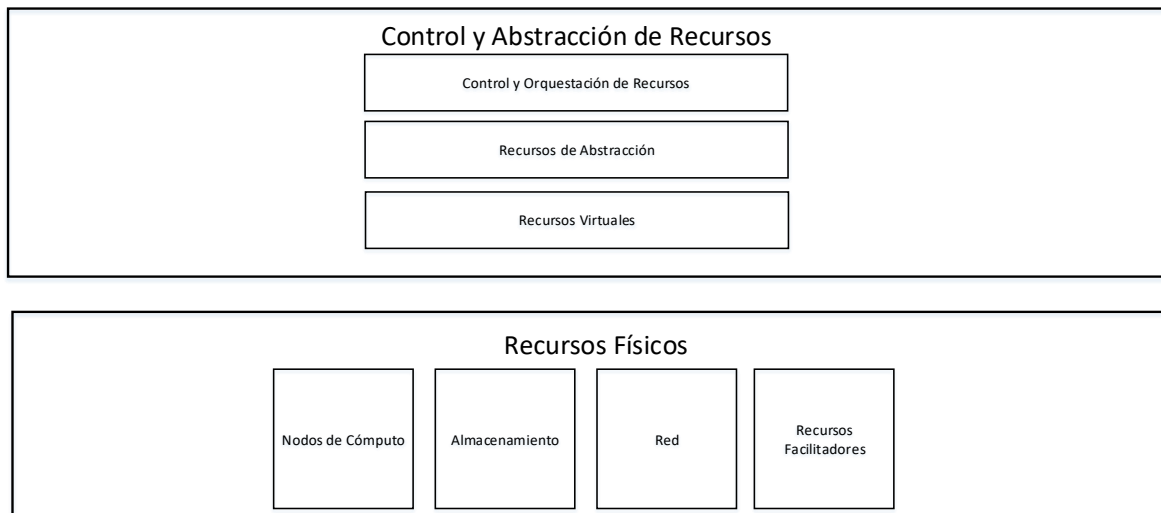 Control y Abstracción de Recursos
Control y Orquestación de Recursos
Recursos de Abstracción
Recursos Virtuales
Recursos Físicos
Nodos de Cómputo
Almacenamiento
Red
Recursos
Facilitadores